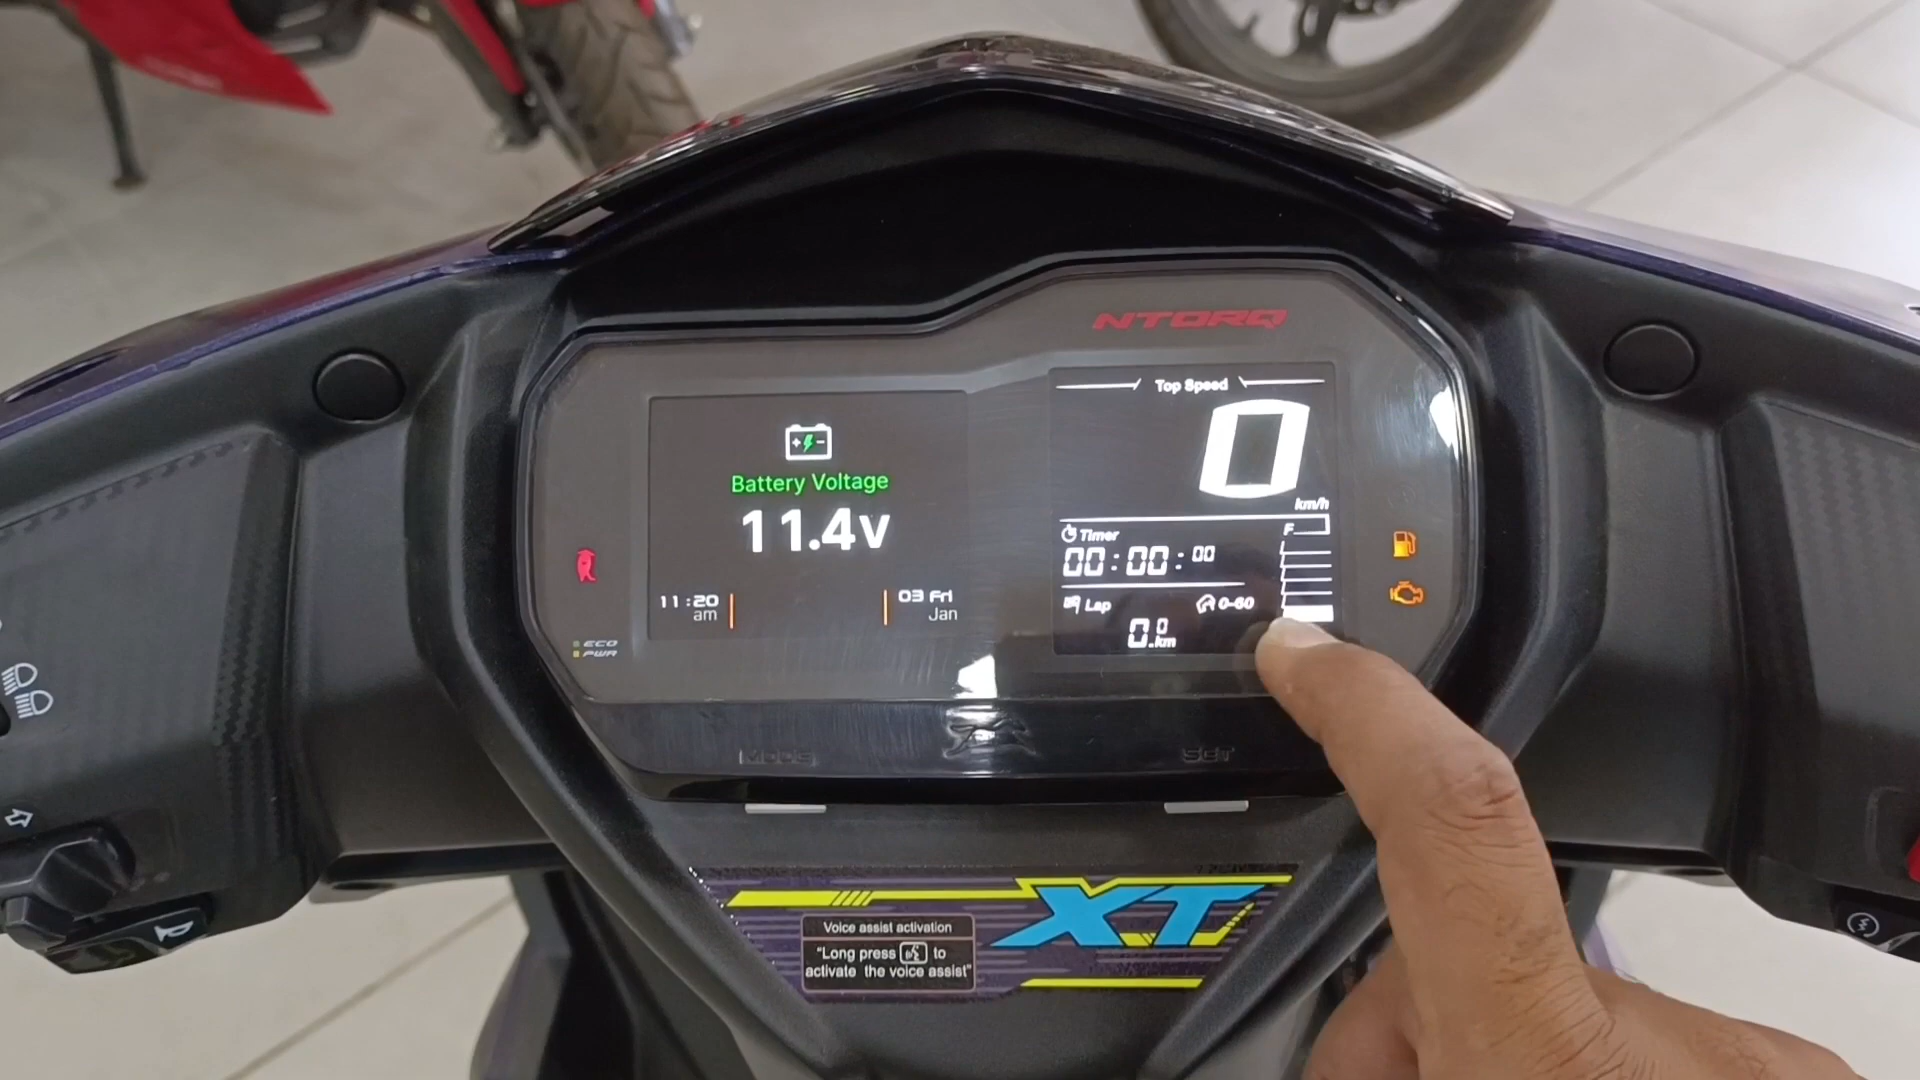 NTORQ
Top Speed
0
km/h
Battery Voltage
11.4v
Timer
00:00:00
F
Lap
0-60
0.0 km
11:20
am
03 Fri
Jan
ECO
PWR
MODE
SET
XT
Voice assist activation
"Long press to
activate the voice assist"